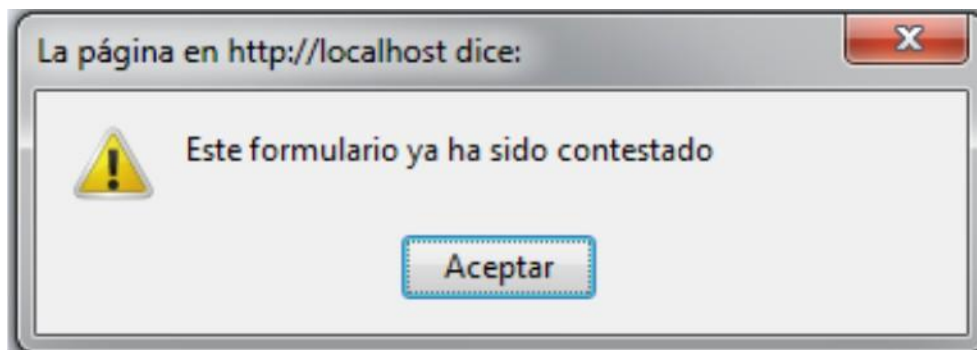 La página en http://localhost dice:
Este formulario ya ha sido contestado
Aceptar